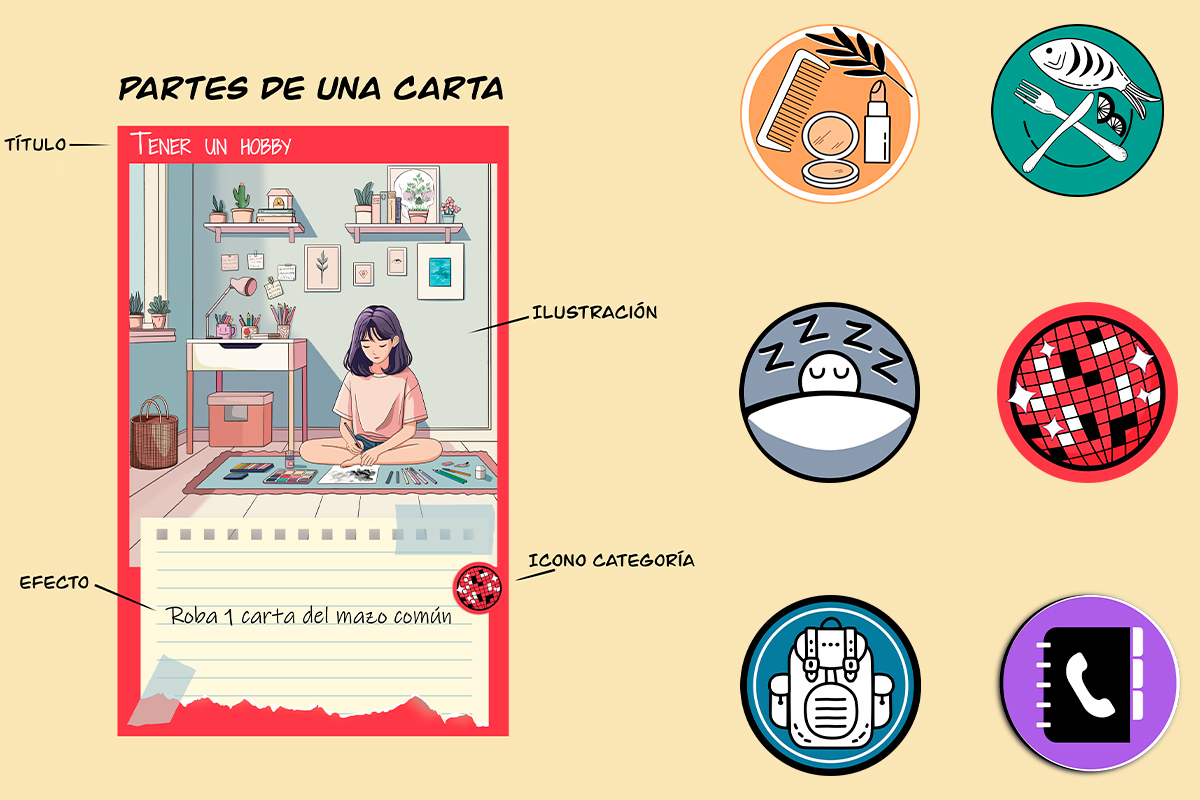 PARTES DE UNA CARTA
TÍTULO
TENER UN HOBBY
ILUSTRACIÓN
ICONO CATEGORÍA
EFECTO
Roba 1 carta del mazo común
Z Z Z Z